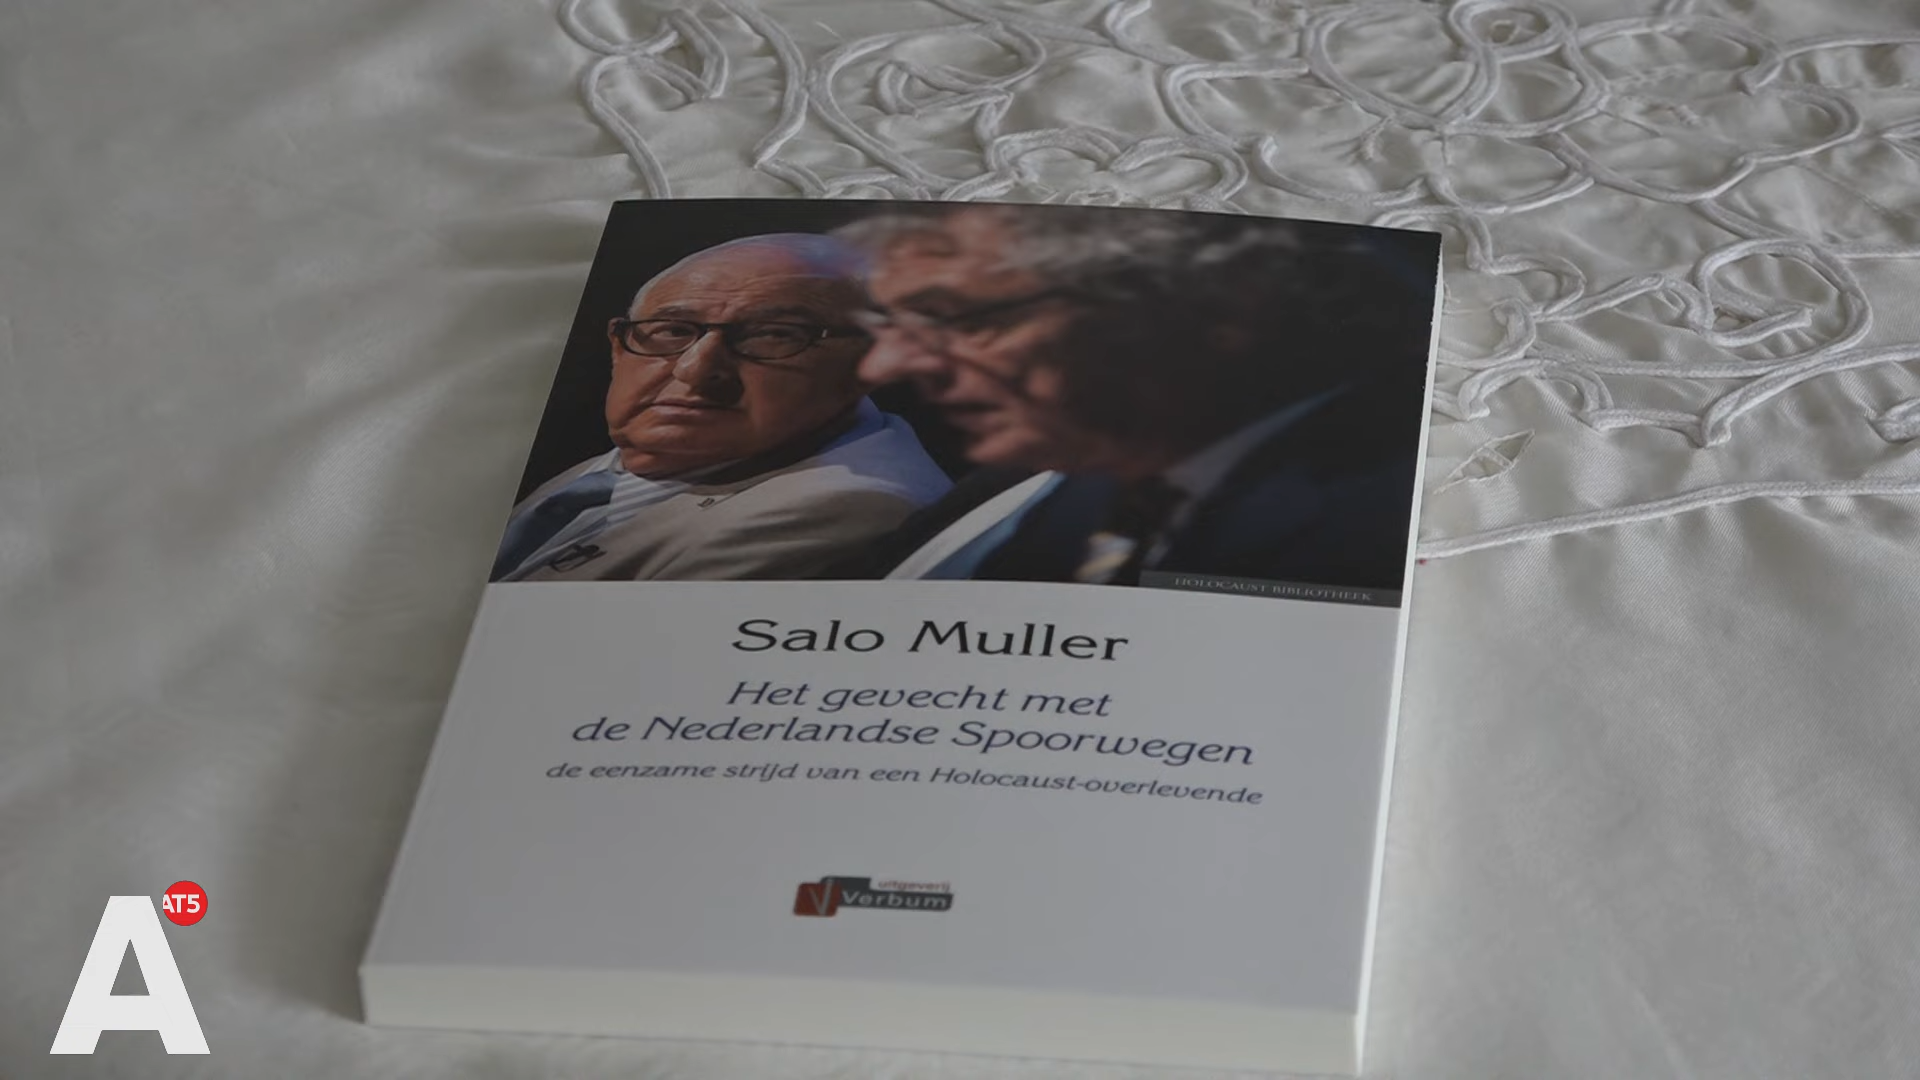 HOLOCAUST BIBLIOTHEEK
Salo Muller
Het gevecht met
de Nederlandse Spoorwegen
de eenzame strijd van een Holocaust-overlevende
uitgeverij
Verbum
A
AT5